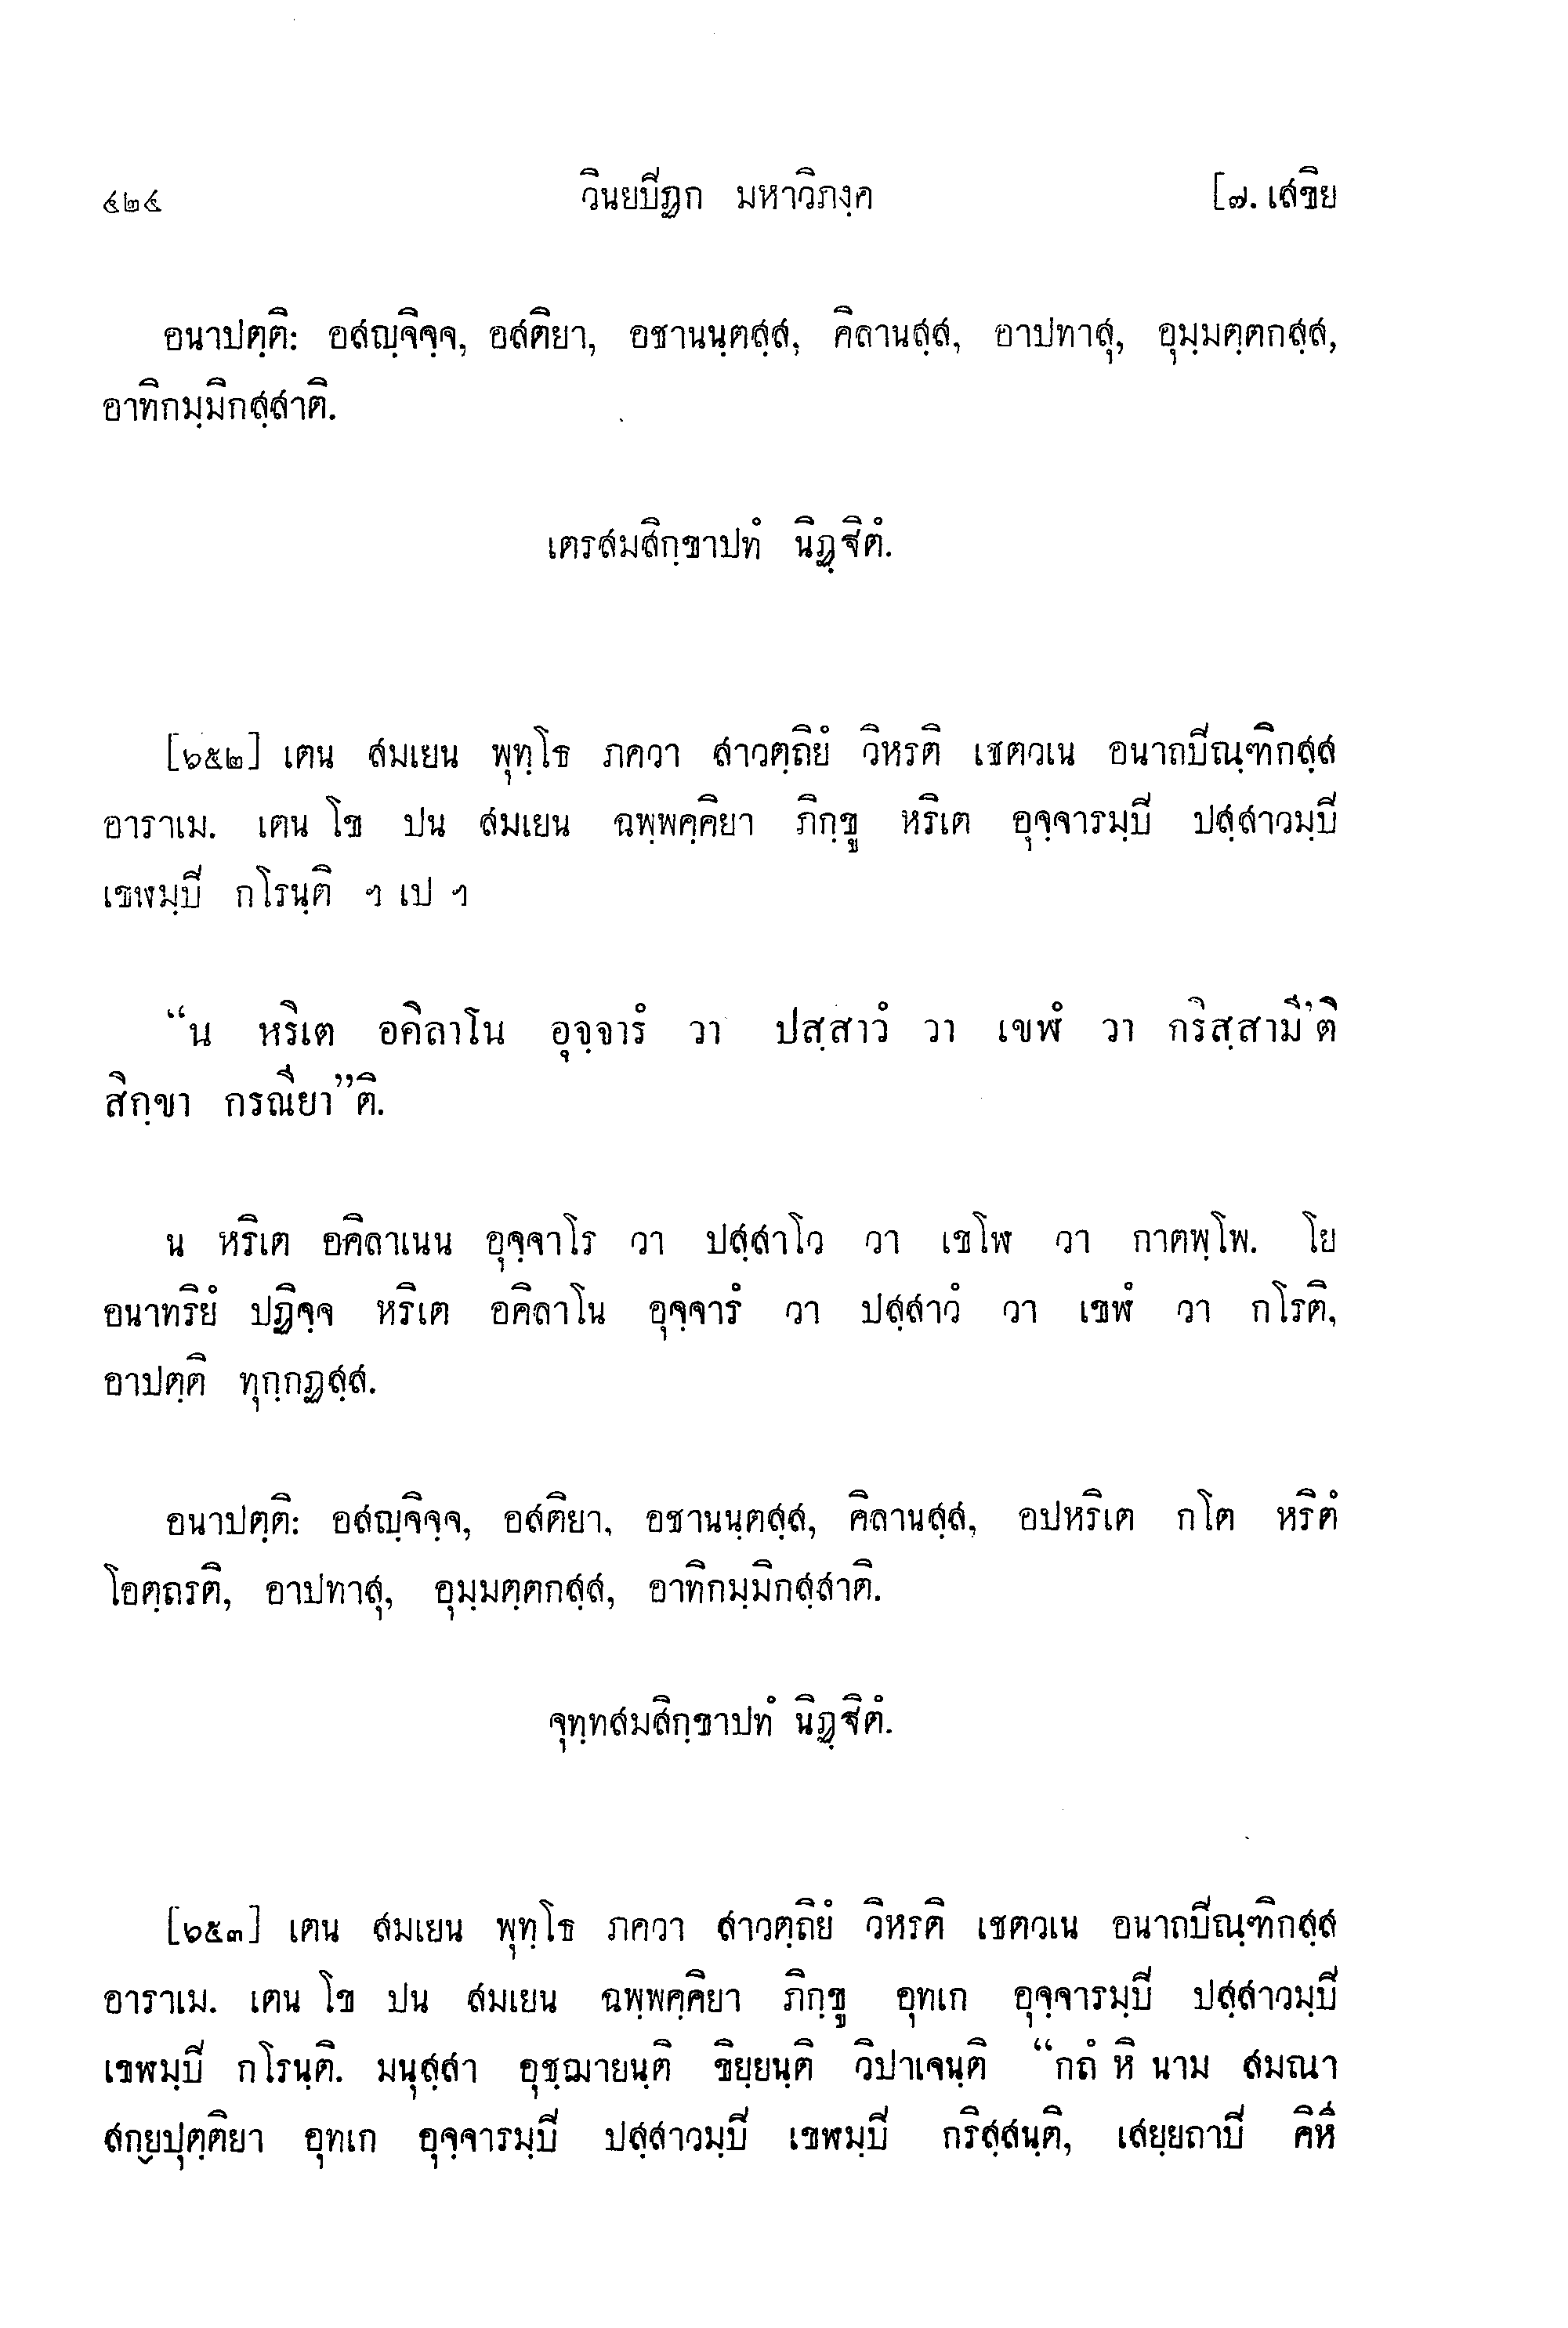 ๔๒๔ วินยปิฏก มหาวิภงฺค [๗. เสขิย
อนาปตฺติ: อสญฺจิจฺจ, อสติยา, อชานนฺตสฺส, คิลานสฺส, อาปทาสุ, อุมฺมตฺตกสฺส,
อาทิกมฺมิกสฺสาติ.
เตรสมสิกฺขาปทํ นิฏฺฐิตํ.
[๖๕๒] เตน สมเยน พุทฺโธ ภควา สาวตฺถิยํ วิหรติ เชตวเน อนาถปิณฺฑิกสฺส
อาราเม. เตน โข ปน สมเยน ฉพฺพคฺคิยา ภิกฺขู หริเต อุจฺจารมฺปิ ปสฺสาวมฺปิ
เขฬมฺปิ กโรนฺติ ฯ เป ฯ
“น หริเต อคิลาโน อุจฺจารํ วา ปสฺสาวํ วา เขฬํ วา กริสฺสามี’ติ
สิกฺขา กรณียา”ติ.
น หริเต อคิลาเนน อุจฺจาโร วา ปสฺสาโว วา เขโฬ วา กาตพฺโพ. โย
อนาทริยํ ปฏิจฺจ หริเต อคิลาโน อุจฺจารํ วา ปสฺสาวํ วา เขฬํ วา กโรติ,
อาปตฺติ ทุกฺกฏสฺส.
อนาปตฺติ: อสญฺจิจฺจ, อสติยา, อชานนฺตสฺส, คิลานสฺส, อปหริเต กโต หริตํ
โอตฺถรติ, อาปทาสุ, อุมฺมตฺตกสฺส, อาทิกมฺมิกสฺสาติ.
จุทฺทสมสิกฺขาปทํ นิฏฺฐิตํ.
[๖๕๓] เตน สมเยน พุทฺโธ ภควา สาวตฺถิยํ วิหรติ เชตวเน อนาถปิณฺฑิกสฺส
อาราเม. เตน โข ปน สมเยน ฉพฺพคฺคิยา ภิกฺขู อุทเก อุจฺจารมฺปิ ปสฺสาวมฺปิ
เขฬมฺปิ กโรนฺติ. มนุสฺสา อุชฺฌายนฺติ ขิยฺยนฺติ วิปาเจนฺติ “กถํ หิ นาม สมณา
สกฺยปุตฺติยา อุทเก อุจฺจารมฺปิ ปสฺสาวมฺปิ เขฬมฺปิ กริสฺสนฺติ, เสยฺยถาปิ คิหี